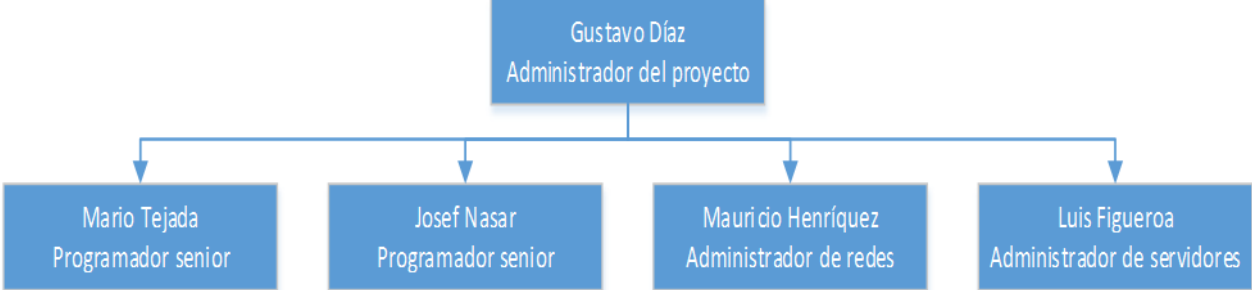 Gustavo Díaz
Administrador del proyecto
Mario Tejada
Programador senior
Josef Nasar
Programador senior
Mauricio Henríquez
Administrador de redes
Luis Figueroa
Administrador de servidores